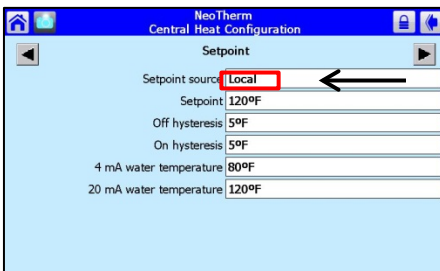 NeoTherm
Central Heat Configuration
Setpoint
Setpoint source Local
Setpoint 120ºF
Off hysteresis 5ºF
On hysteresis 5ºF
4 mA water temperature 80ºF
20 mA water temperature 120ºF